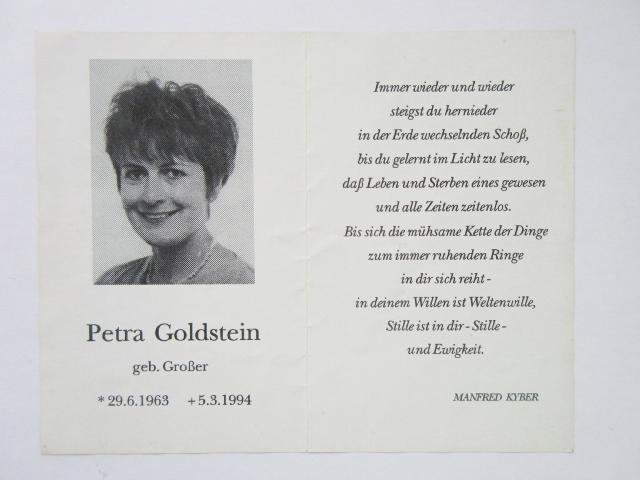 Petra Goldstein
geb. Großer
* 29.6.1963 + 5.3.1994
Immer wieder und wieder
steigst du hernieder
in der Erde wechselnden Schoß,
bis du gelernt im Licht zu lesen,
daß Leben und Sterben eines gewesen
und alle Zeiten zeitenlos.
Bis sich die mühsame Kette der Dinge
zum immer ruhenden Ringe
in dir sich reiht -
in deinem Willen ist Weltenwille,
Stille ist in dir - Stille -
und Ewigkeit.
MANFRED KYBER